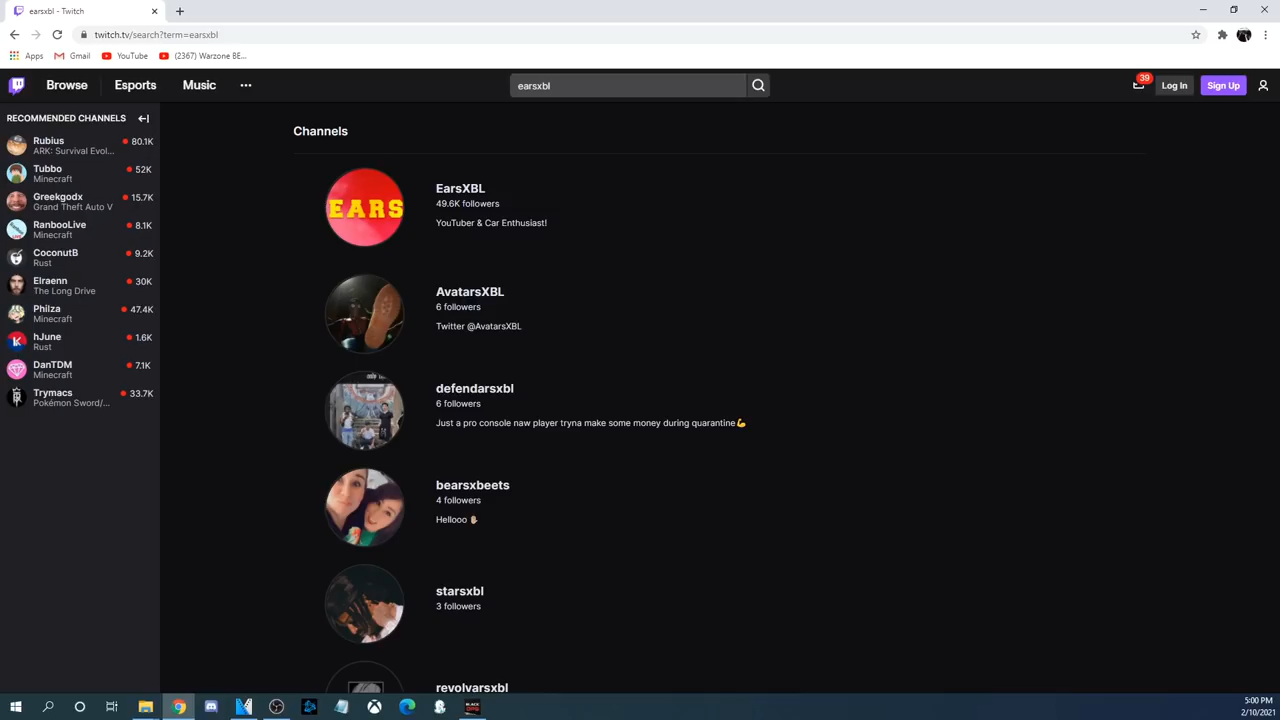 earsxbl - Twitch
twitch.tv/search?term=earsxbl
Apps
Gmail
YouTube
(2367) Warzone BE...
Browse
Esports
Music
earsxbl
39
Log In
Sign Up
RECOMMENDED CHANNELS
Rubius
80.1K
ARK: Survival Evol...
Tubbo
52K
Minecraft
Greekgodx
15.7K
Grand Theft Auto V
RanbooLive
8.1K
Minecraft
CoconutB
9.2K
Rust
Elraenn
30K
The Long Drive
Philza
47.4K
Minecraft
hJune
1.6K
Rust
DanTDM
7.1K
Minecraft
Trymacs
33.7K
Pokémon Sword/...
Channels
EARS
EarsXBL
49.6K followers
YouTuber & Car Enthusiast!
AvatarsXBL
6 followers
Twitter @AvatarsXBL
defendarsxbl
6 followers
Just a pro console naw player tryna make some money during quarantine💪
bearsxbeets
4 followers
Hellooo ✋🏼
starsxbl
3 followers
revolvarsxbl
5:00 PM
2/10/2021